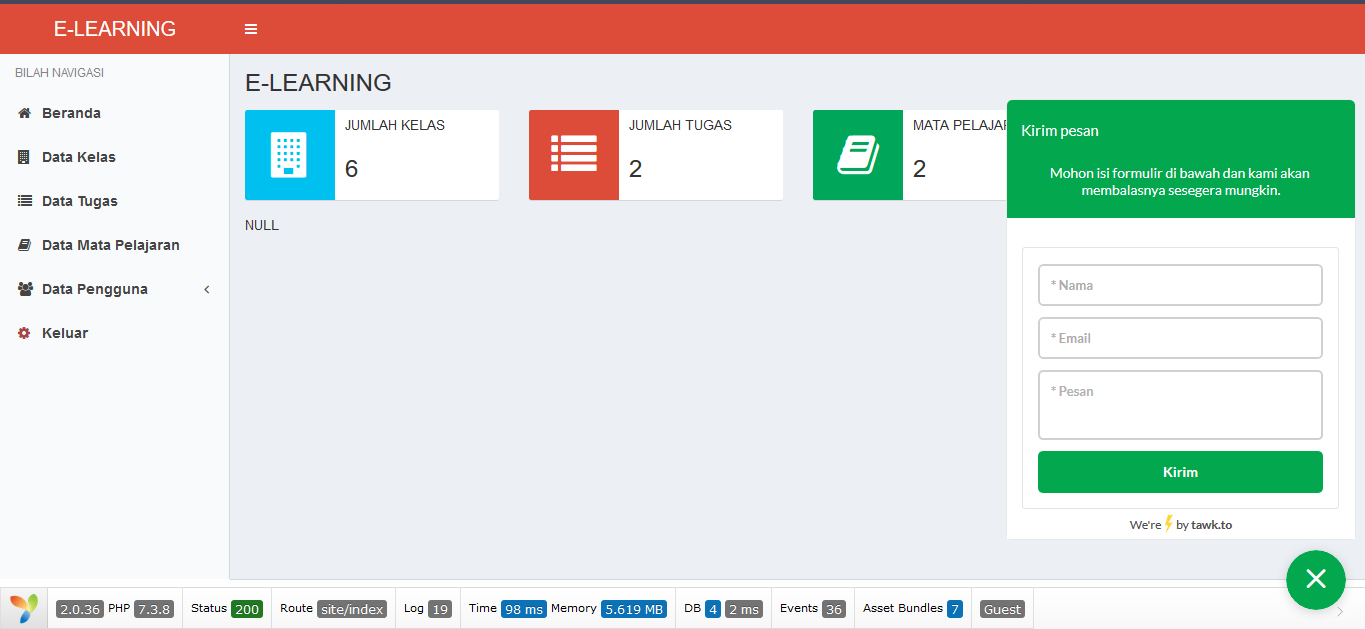 E-LEARNING
BILAH NAVIGASI
Beranda
Data Kelas
Data Tugas
Data Mata Pelajaran
Data Pengguna
Keluar
E-LEARNING
JUMLAH KELAS
6
JUMLAH TUGAS
2
MATA PELAJAR
2
NULL
Kirim pesan
Mohon isi formulir di bawah dan kami akan
membalasnya sesegera mungkin.
* Nama
* Email
* Pesan
Kirim
We're by tawk.to
2.0.36 PHP 7.3.8 Status 200 Route site/index Log 19 Time 98 ms Memory 5.619 MB DB 4 2 ms Events 36 Asset Bundles 7 Guest